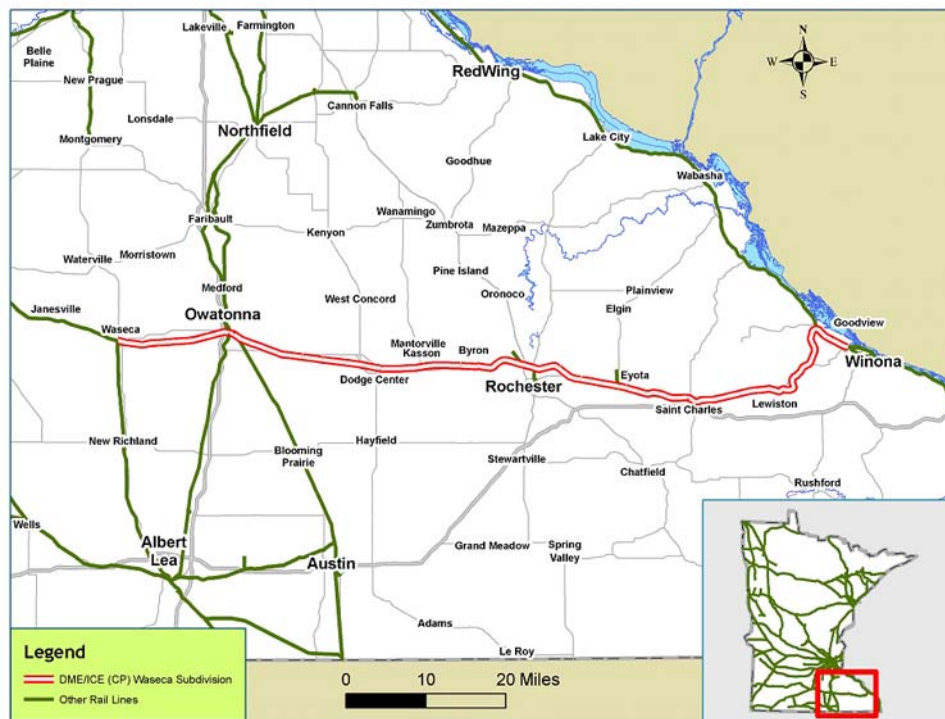 Lakeville
Farmington
Belle
Plaine
New Prague
Lonsdale
Montgomery
Northfield
Cannon Falls
RedWing
N
W
E
S
Lake City
Goodhue
Wabasha
Wanamingo
Zumbrota
Mazeppa
Faribault
Kenyon
Morristown
Waterville
Medford
Pine Island
Oronoco
Plainview
Elgin
West Concord
Janesville
Waseca
Owatonna
Mantorville
Kasson
Byron
Dodge Center
Rochester
Eyota
Goodview
Winona
Lewiston
Saint Charles
New Richland
Hayfield
Blooming
Prairie
Stewartville
Chatfield
Rushford
Wells
Albert
Lea
Austin
Grand Meadow
Spring
Valley
Adams
Le Roy
Legend
DME/ICE (CP) Waseca Subdivision
Other Rail Lines
0
10
20 Miles